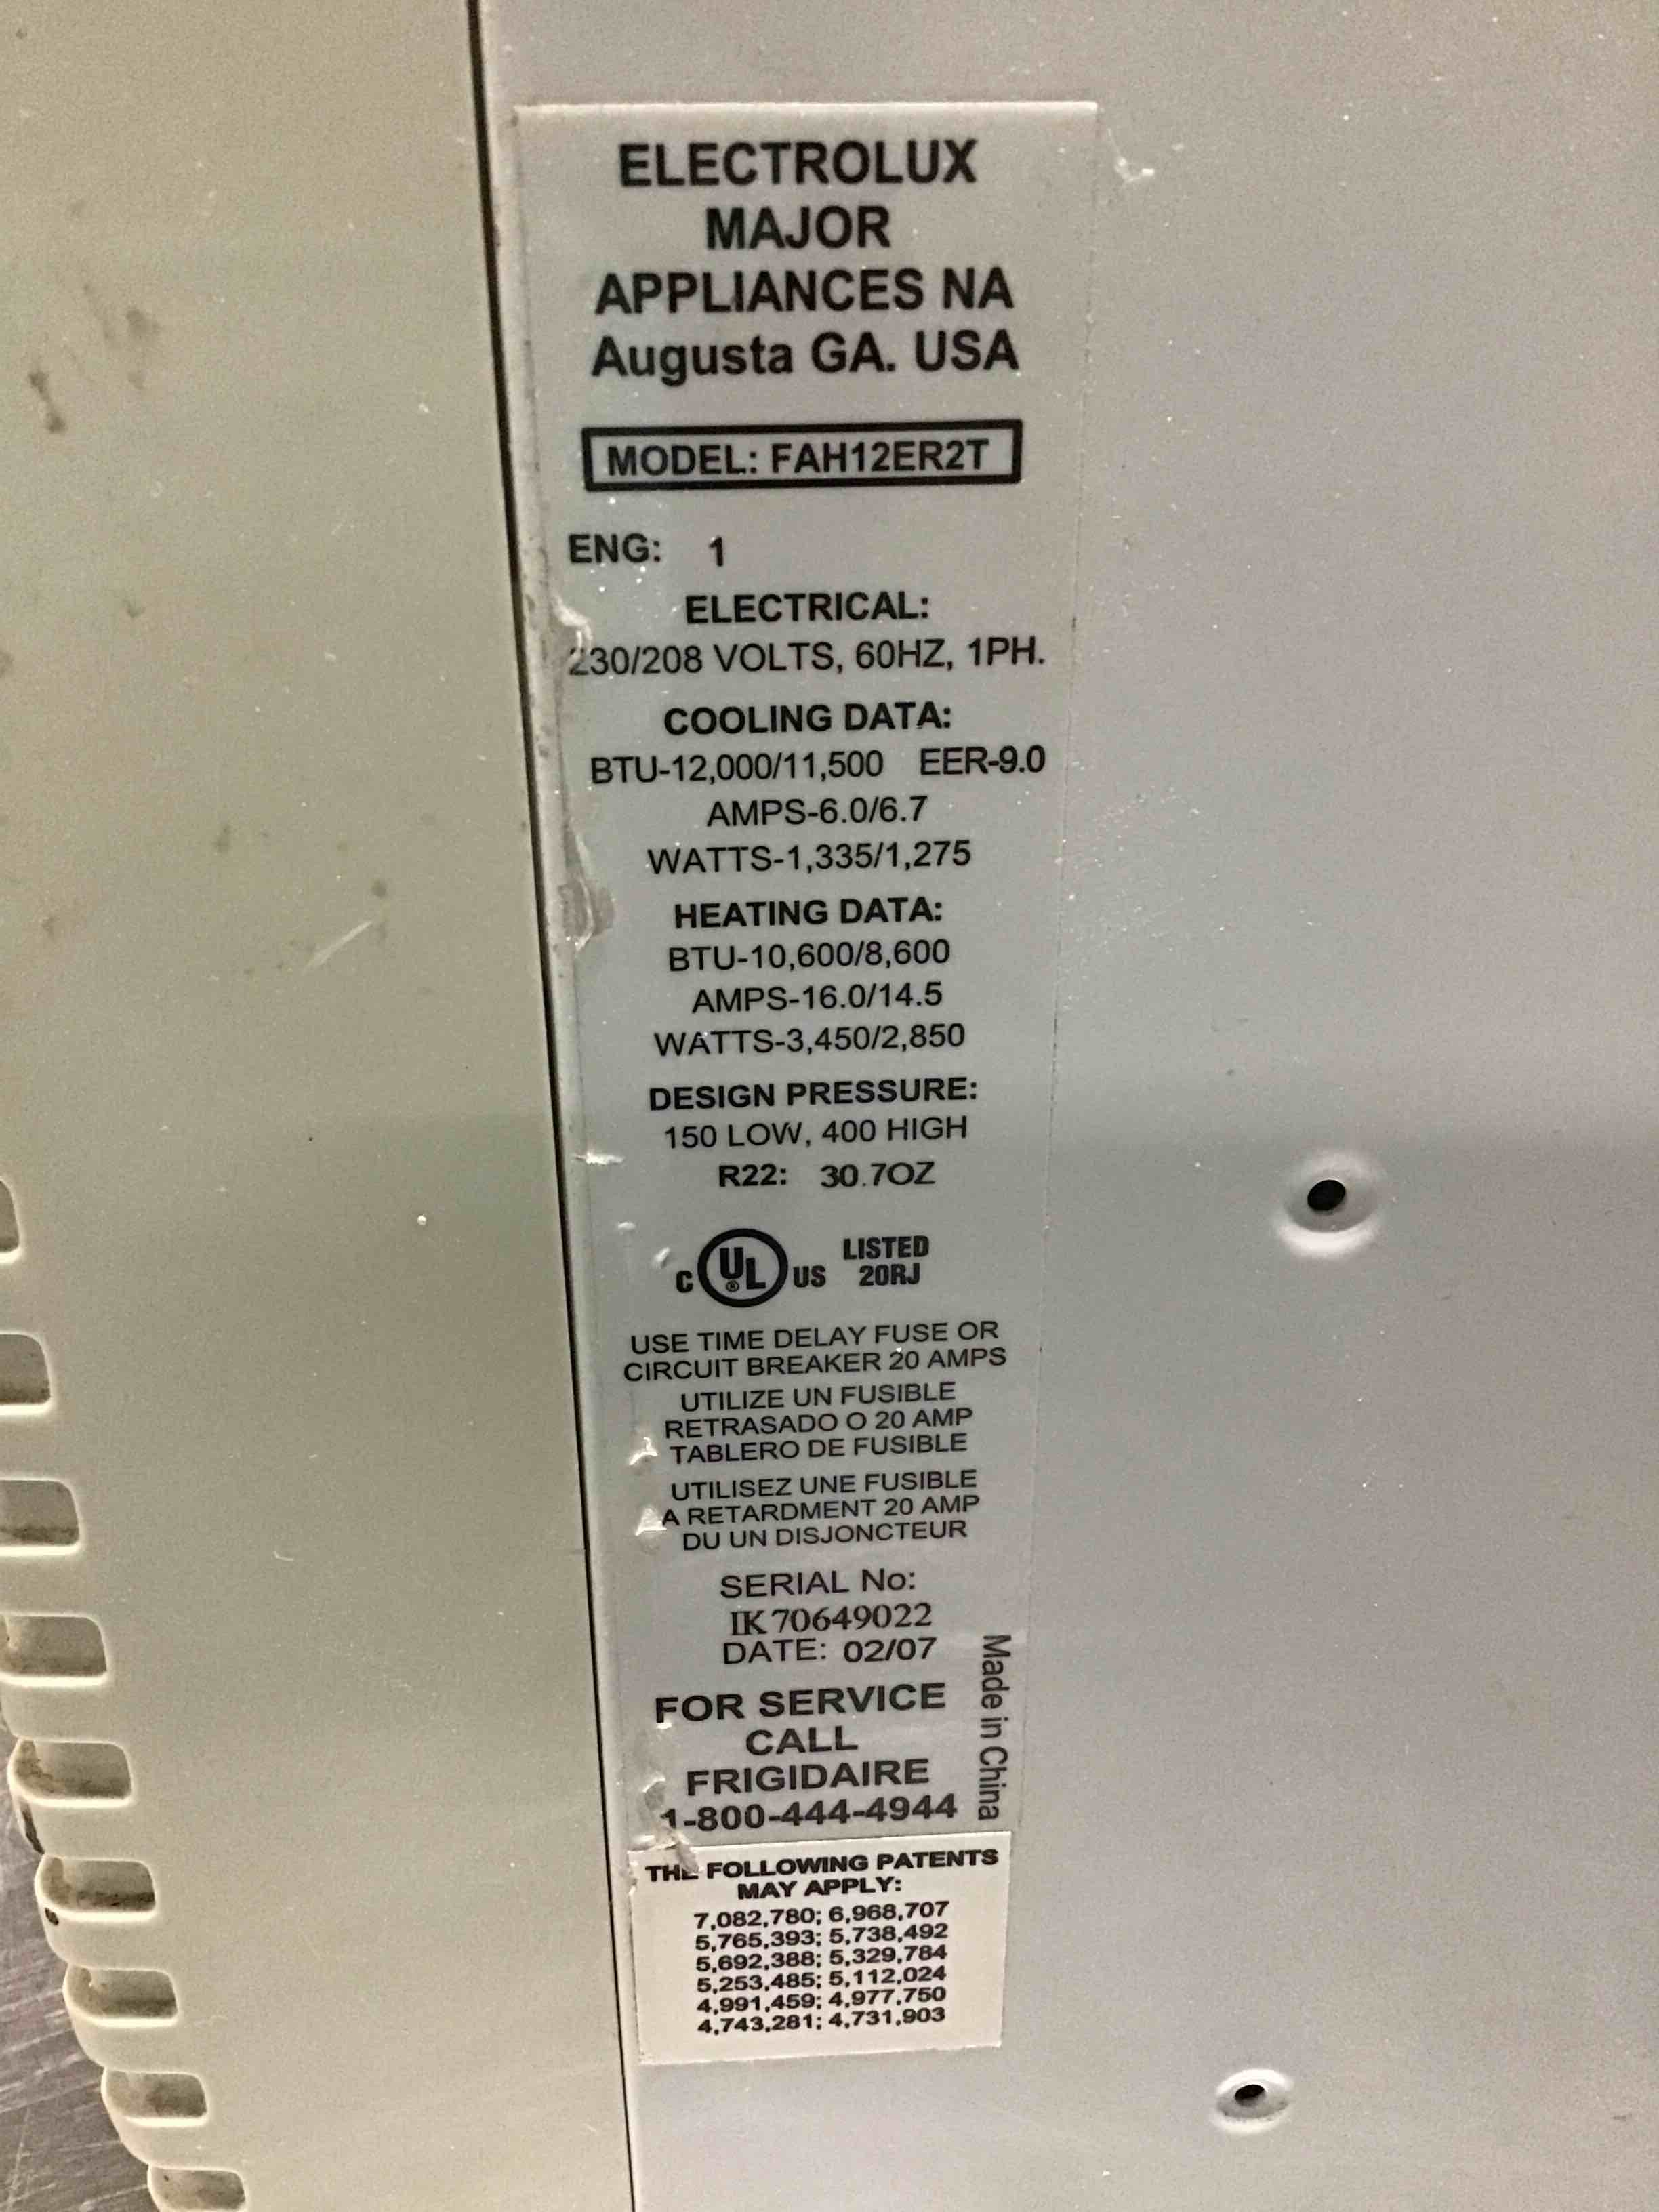 ELECTROLUX
MAJOR
APPLIANCES NA
Augusta GA. USA
MODEL: FAH12ER2T
ENG: 1
ELECTRICAL:
230/208 VOLTS, 60HZ, 1PH.
COOLING DATA:
BTU-12,000/11,500 EER-9.0
AMPS-6.0/6.7
WATTS-1,335/1,275
HEATING DATA:
BTU-10,600/8,600
AMPS-16.0/14.5
WATTS-3,450/2,850
DESIGN PRESSURE:
150 LOW, 400 HIGH
R22: 30.7OZ
C UL® US LISTED
20RJ
USE TIME DELAY FUSE OR
CIRCUIT BREAKER 20 AMPS
UTILIZE UN FUSIBLE
RETRASADO O 20 AMP
TABLERO DE FUSIBLE
UTILISEZ UNE FUSIBLE
A RETARDMENT 20 AMP
DU UN DISJONCTEUR
SERIAL No:
IK70649022
DATE: 02/07
Made in China
FOR SERVICE
CALL
FRIGIDAIRE
1-800-444-4944
THE FOLLOWING PATENTS
MAY APPLY:
7,082,780; 6,968,707
5,765,393; 5,738,492
5,692,388; 5,329,784
5,253,485; 5,112,024
4,991,459; 4,977,750
4,743,281; 4,731,903